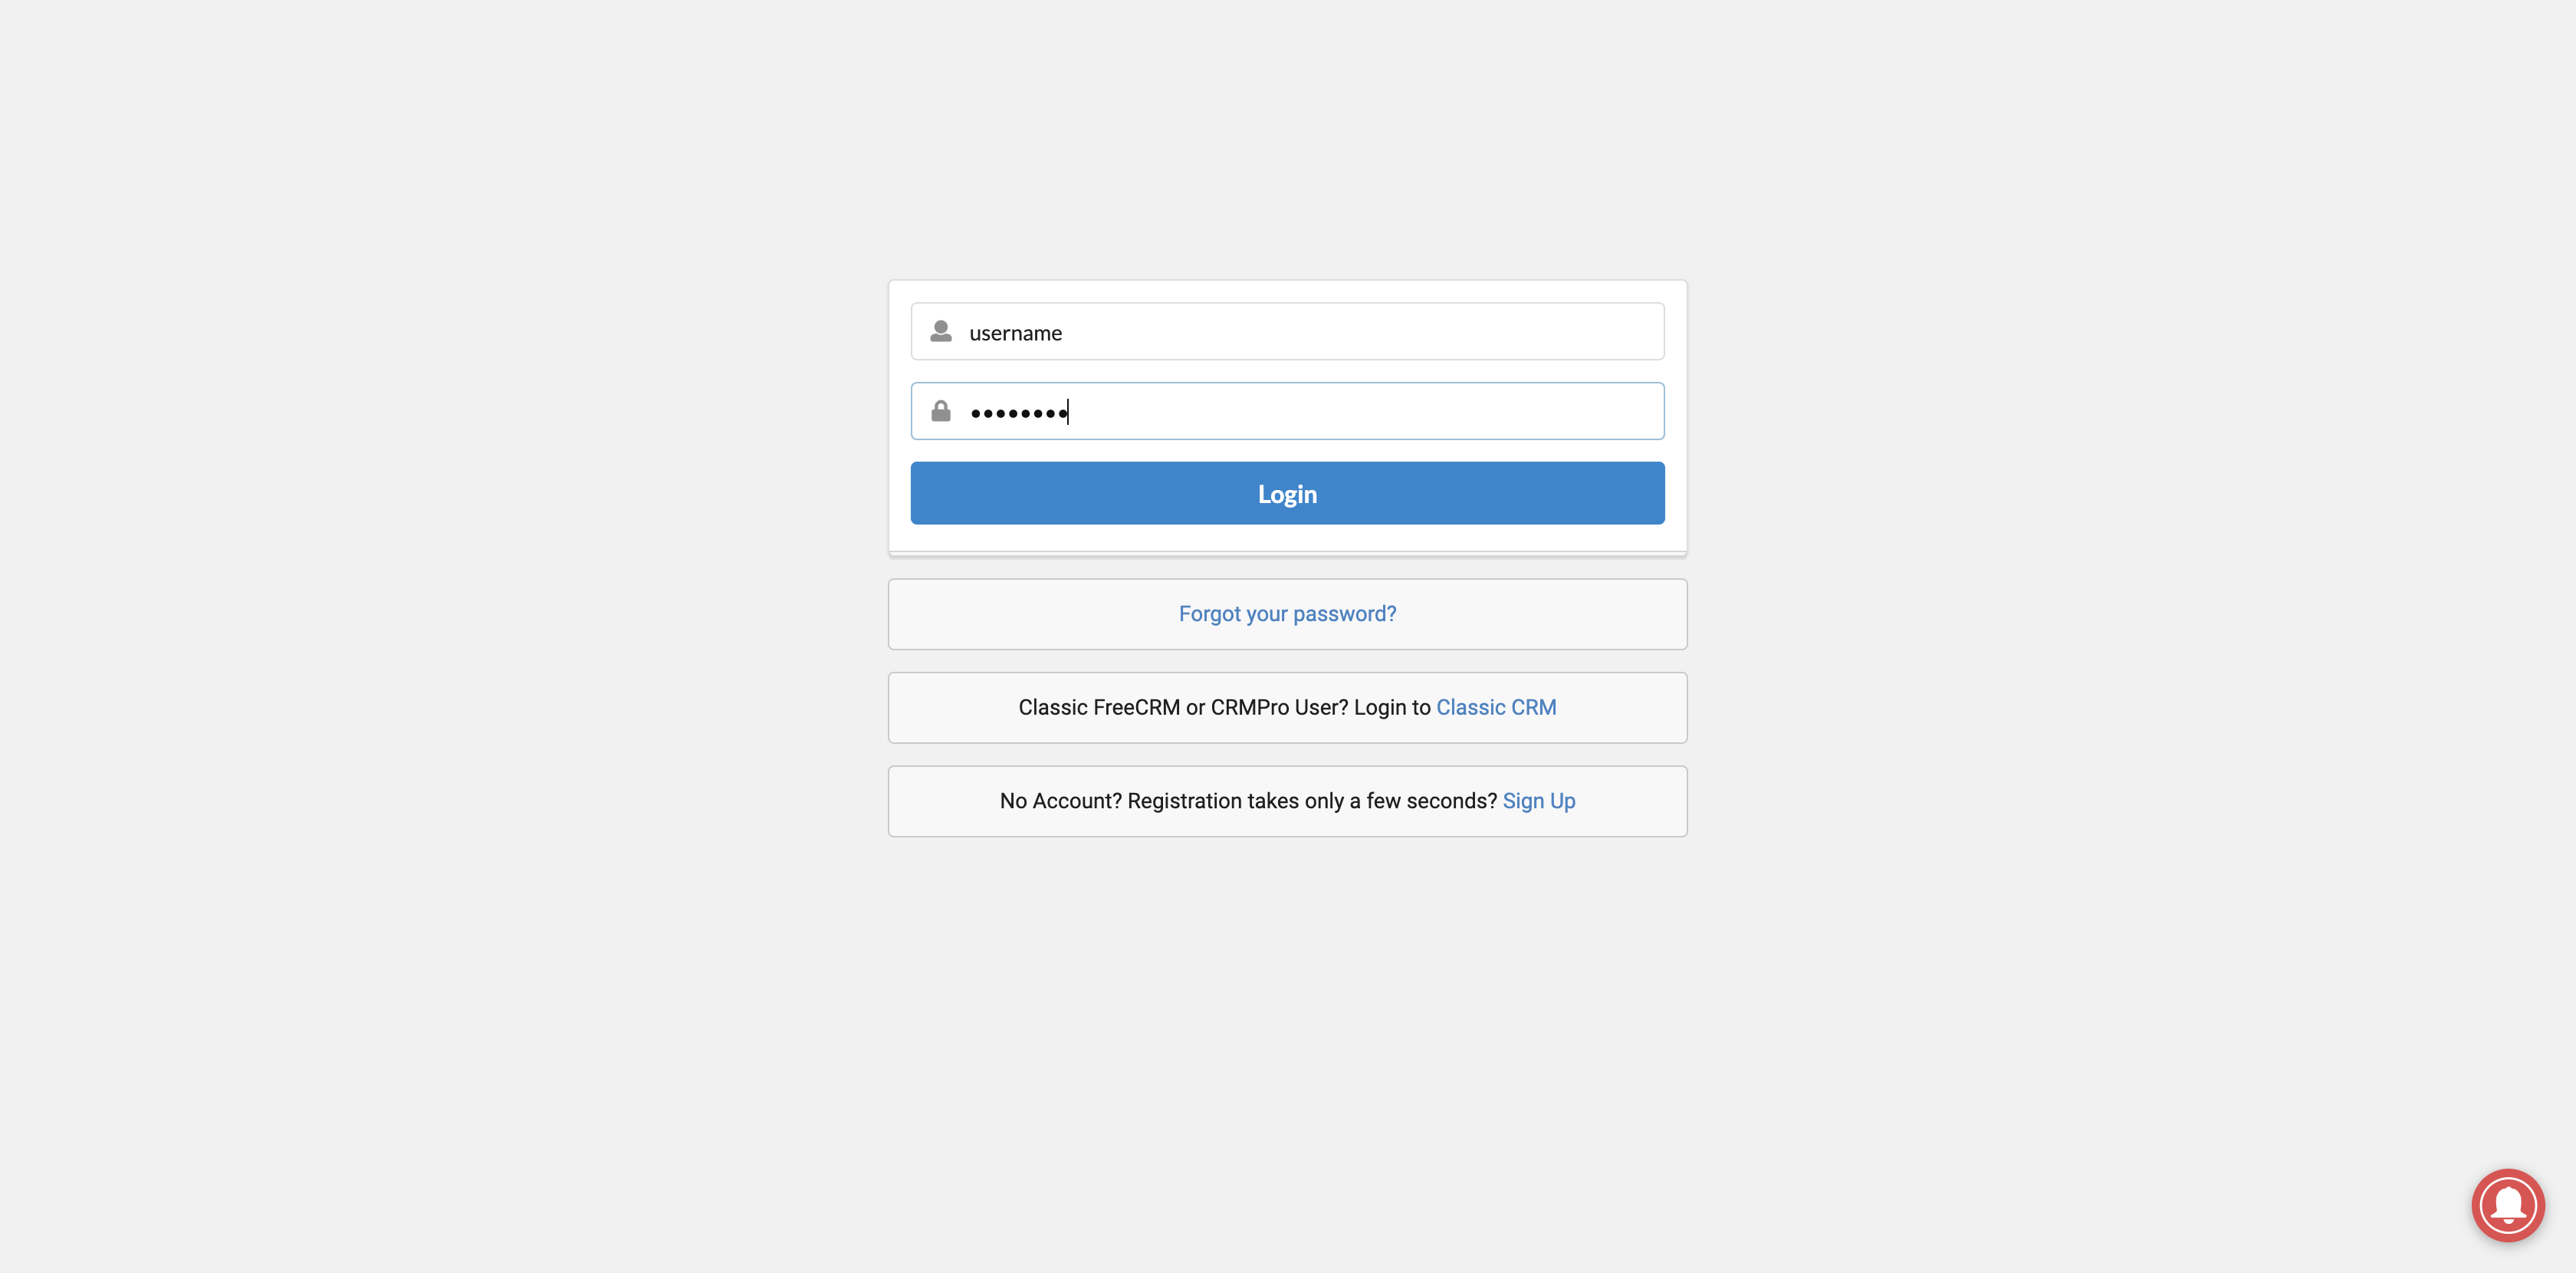 username
••••••••
Login
Forgot your password?
Classic FreeCRM or CRMPro User? Login to Classic CRM
No Account? Registration takes only a few seconds? Sign Up